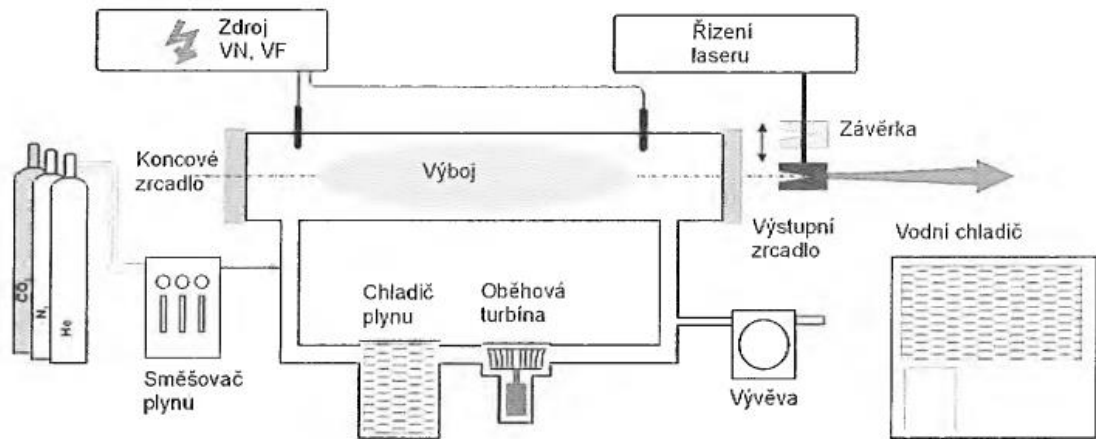 Zdroj
VN, VF
Řízení
laseru
Koncové
zrcadlo
Výboj
Závěrka
Výstupní
zrcadlo
Vodní chladič
CO2
N2
He
Směšovač
plynu
Chladič
plynu
Oběhová
turbína
Vývěva